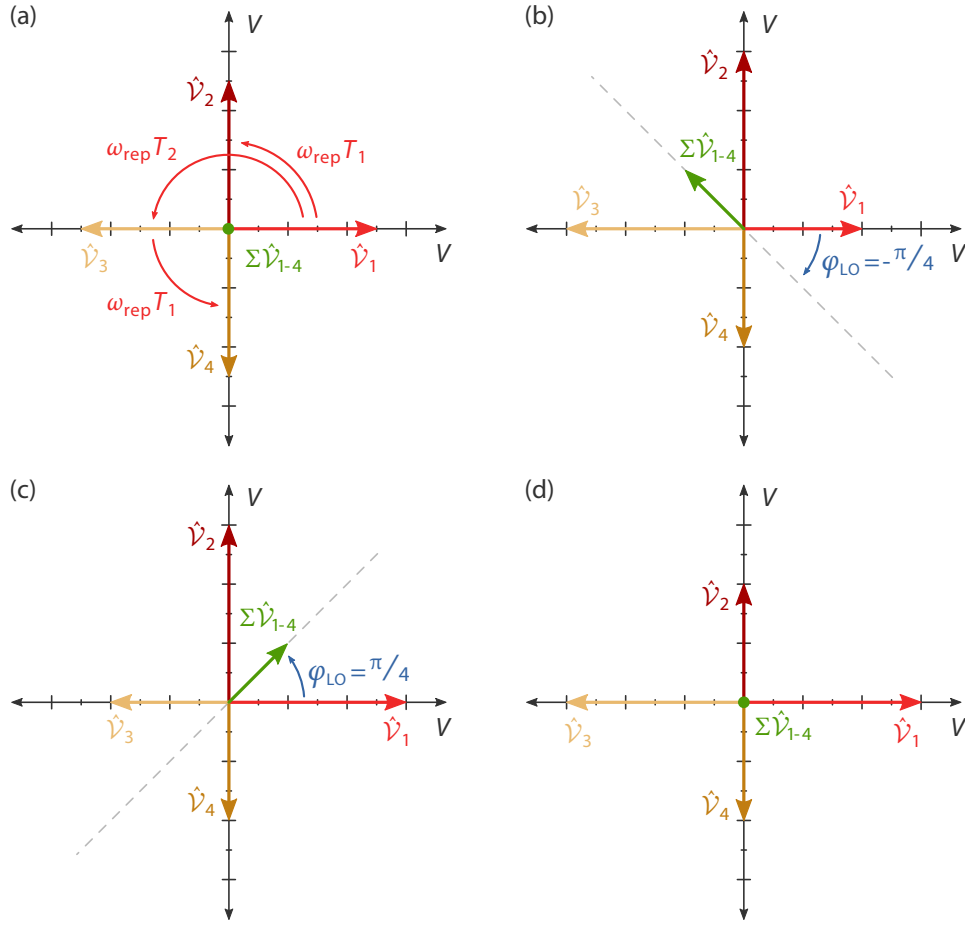 (a)
V
𝒱̂₂
ω_rep T₂
ω_rep T₁
𝒱̂₃
Σ𝒱̂₁₋₄
𝒱̂₁
V
ω_rep T₁
𝒱̂₄
(b)
V
𝒱̂₂
Σ𝒱̂₁₋₄
𝒱̂₃
𝒱̂₁
V
φ_LO = -π/4
𝒱̂₄
(c)
V
𝒱̂₂
Σ𝒱̂₁₋₄
φ_LO = π/4
𝒱̂₃
𝒱̂₁
V
𝒱̂₄
(d)
V
𝒱̂₂
𝒱̂₃
Σ𝒱̂₁₋₄
𝒱̂₁
V
𝒱̂₄